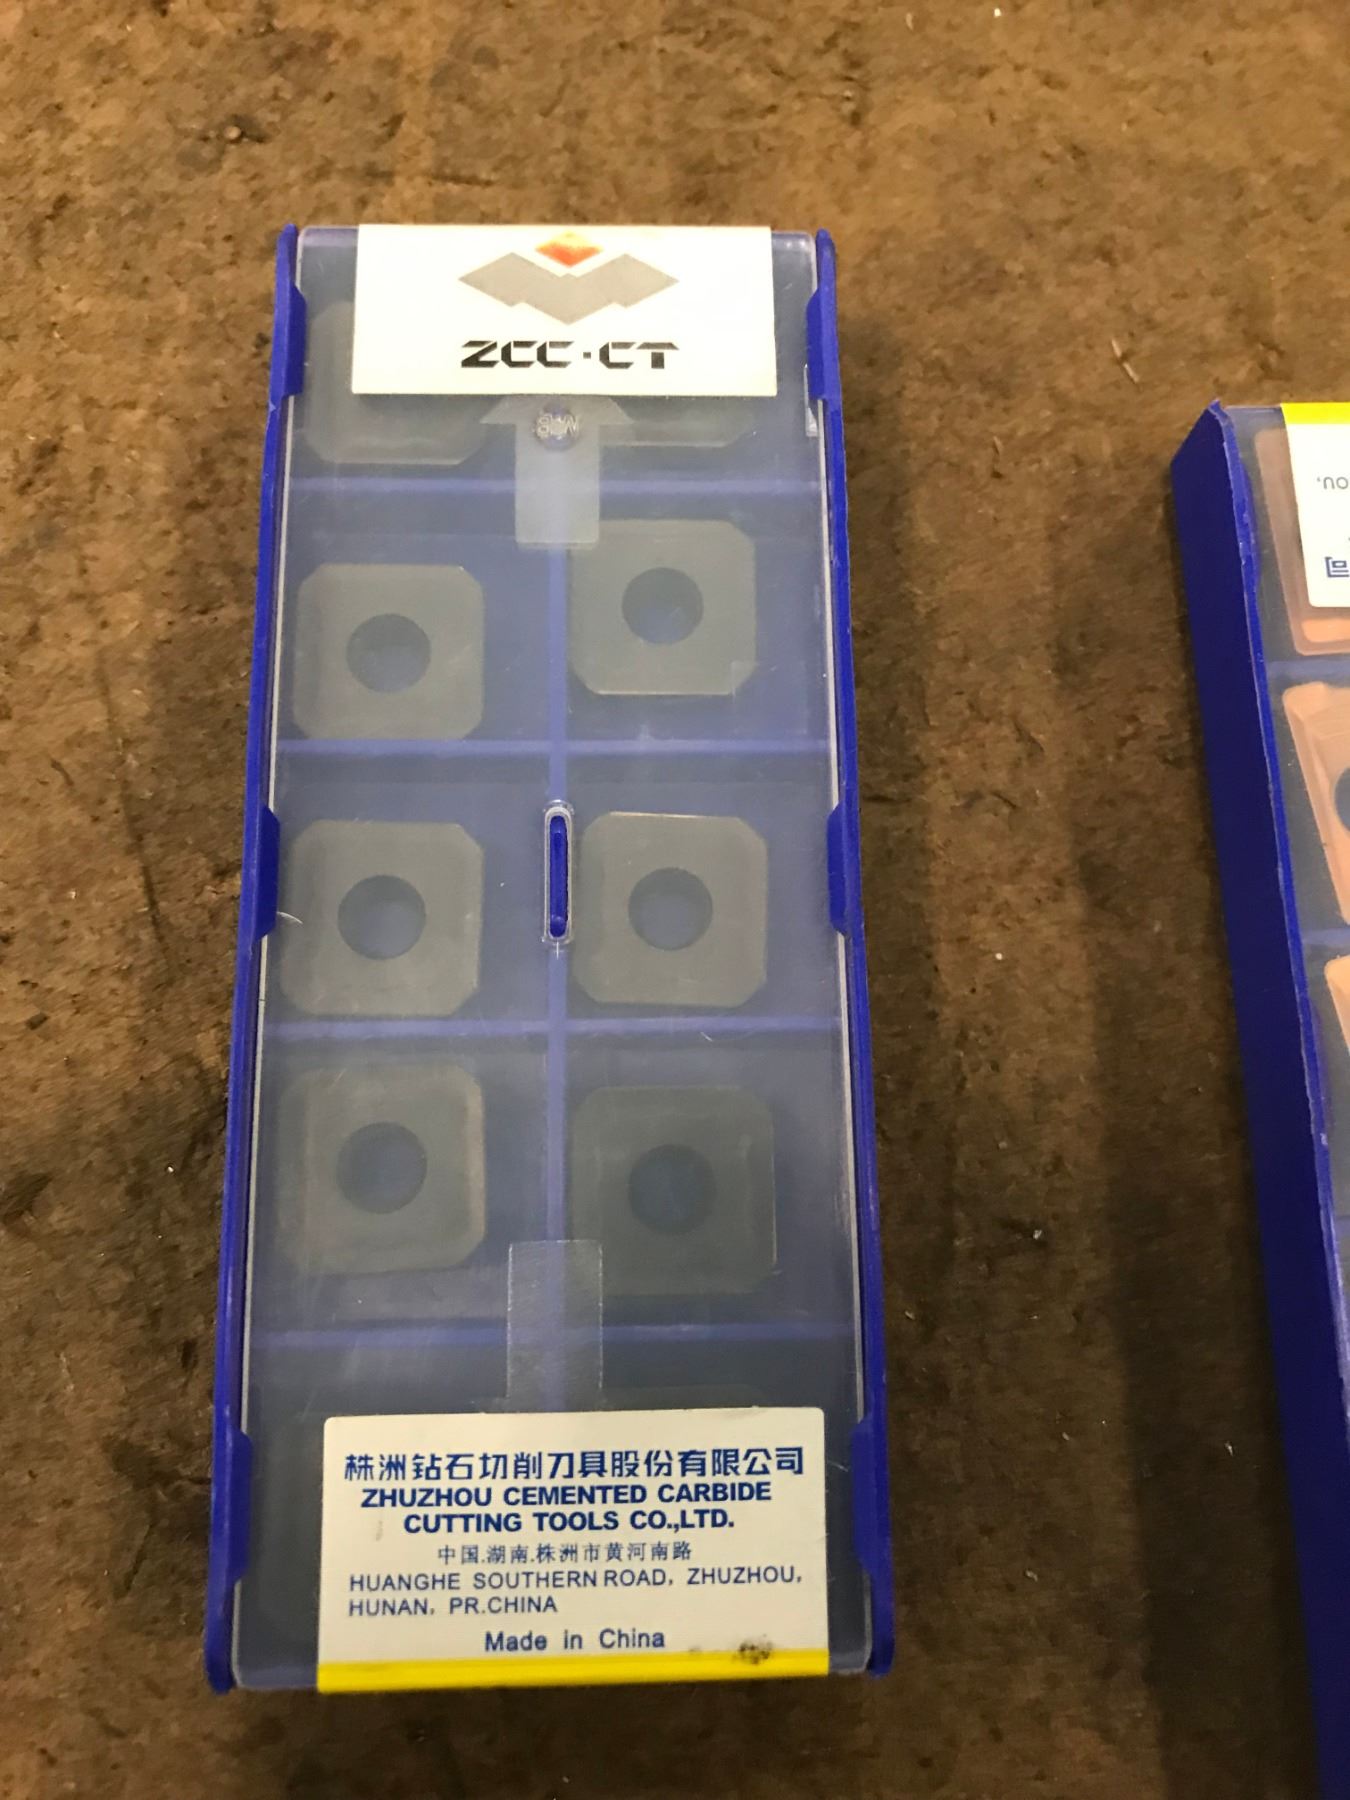 ZCC·CT
株洲钻石切削刀具股份有限公司
ZHUZHOU CEMENTED CARBIDE
CUTTING TOOLS CO.,LTD.
中国.湖南.株洲市黄河南路
HUANGHE SOUTHERN ROAD, ZHUZHOU,
HUNAN, PR.CHINA
Made in China